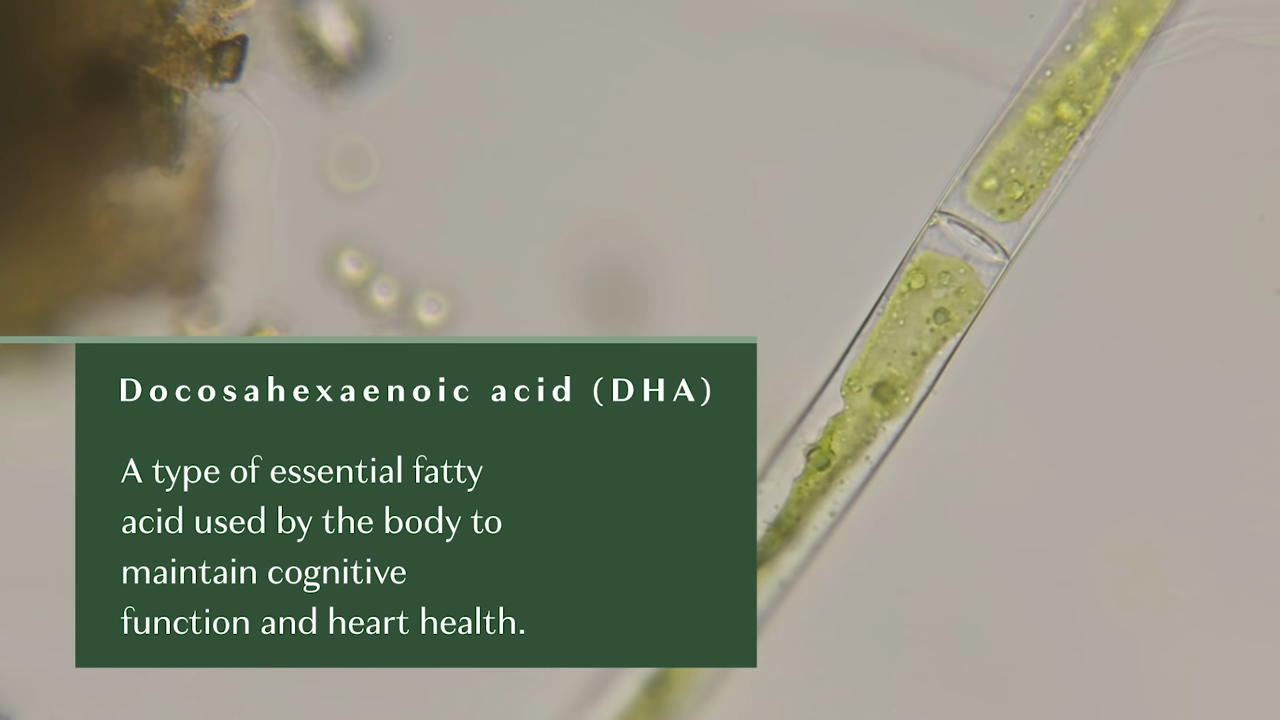 Docosahexaenoic acid (DHA)
A type of essential fatty
acid used by the body to
maintain cognitive
function and heart health.